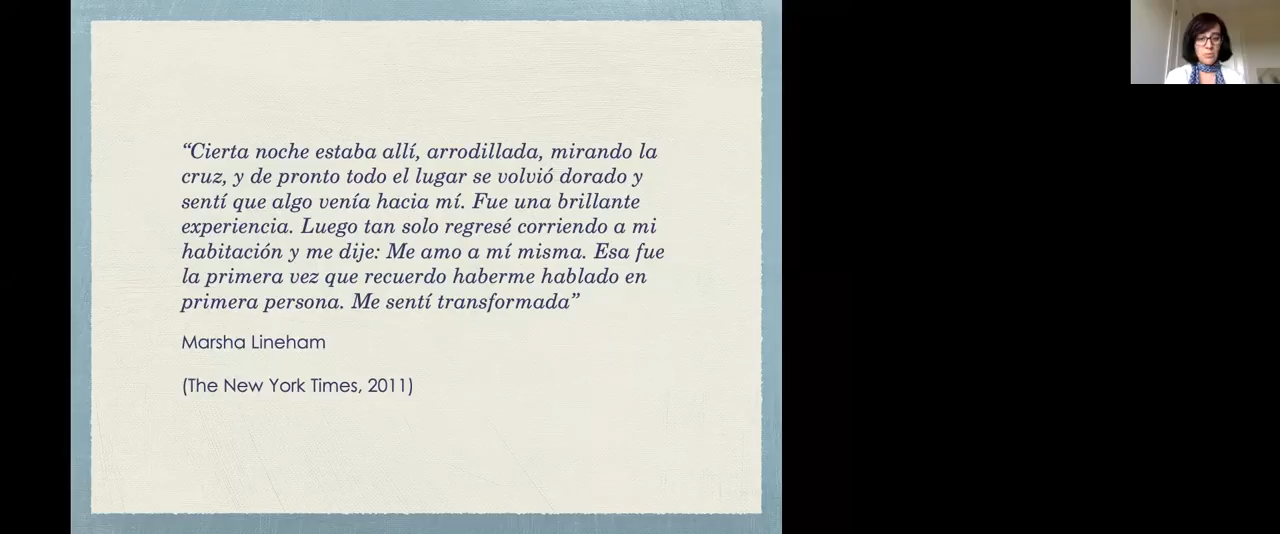 “Cierta noche estaba allí, arrodillada, mirando la
cruz, y de pronto todo el lugar se volvió dorado y
sentí que algo venía hacia mí. Fue una brillante
experiencia. Luego tan solo regresé corriendo a mi
habitación y me dije: Me amo a mí misma. Esa fue
la primera vez que recuerdo haberme hablado en
primera persona. Me sentí transformada”
Marsha Lineham
(The New York Times, 2011)